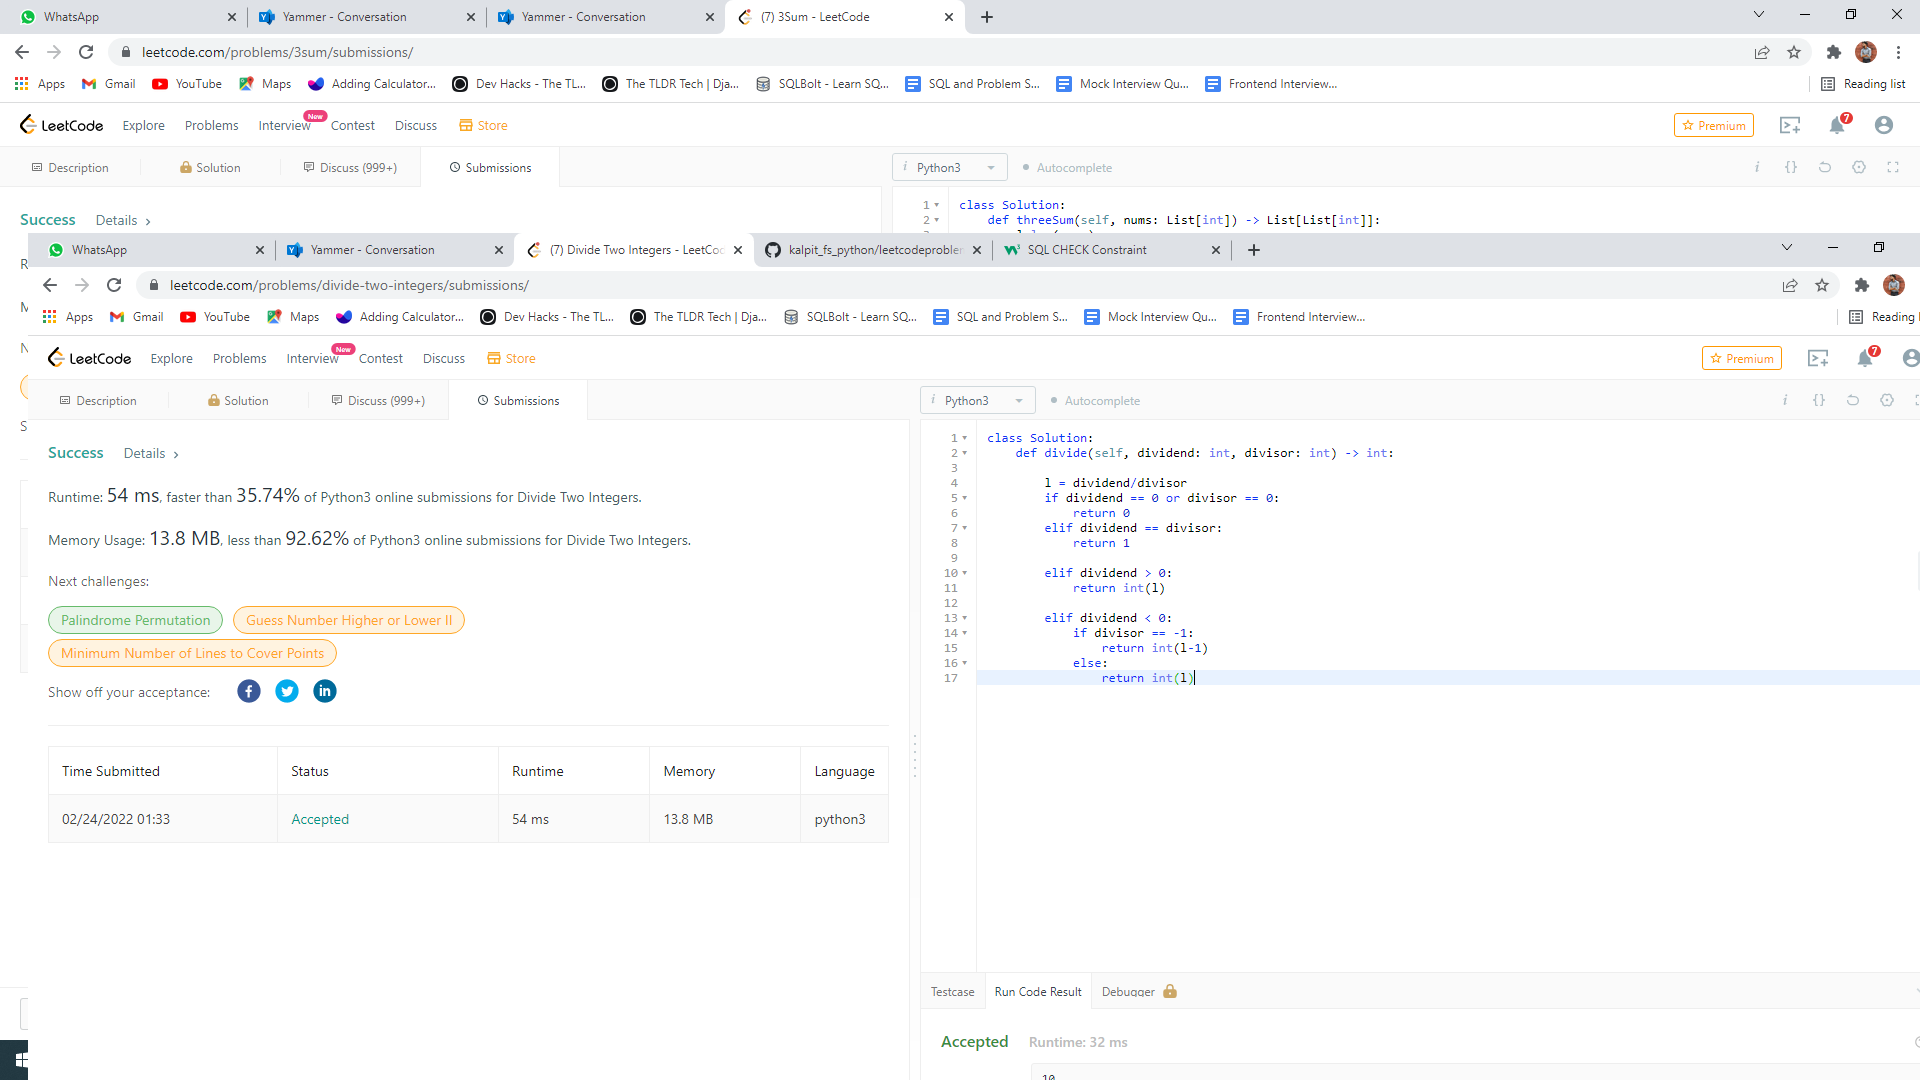 WhatsApp
Yammer - Conversation
Yammer - Conversation
(7) 3Sum - LeetCode
leetcode.com/problems/3sum/submissions/
Apps Gmail YouTube Maps Adding Calculator... Dev Hacks - The TL... The TLDR Tech | Dja... SQLBolt - Learn SQ... SQL and Problem S... Mock Interview Qu... Frontend Interview... Reading list
LeetCode Explore Problems Interview New Contest Discuss Store Premium 7
Description Solution Discuss (999+) Submissions Python3 Autocomplete
Success Details
1 class Solution:
2 def threeSum(self, nums: List[int]) -> List[List[int]]:
WhatsApp
Yammer - Conversation
(7) Divide Two Integers - LeetCo
kalpit_fs_python/leetcodeproble
SQL CHECK Constraint
leetcode.com/problems/divide-two-integers/submissions/
Apps Gmail YouTube Maps Adding Calculator... Dev Hacks - The TL... The TLDR Tech | Dja... SQLBolt - Learn SQ... SQL and Problem S... Mock Interview Qu... Frontend Interview... Reading
LeetCode Explore Problems Interview New Contest Discuss Store Premium 7
Description Solution Discuss (999+) Submissions Python3 Autocomplete
Success Details
Runtime: 54 ms, faster than 35.74% of Python3 online submissions for Divide Two Integers.
Memory Usage: 13.8 MB, less than 92.62% of Python3 online submissions for Divide Two Integers.
Next challenges:
Palindrome Permutation Guess Number Higher or Lower II
Minimum Number of Lines to Cover Points
Show off your acceptance:
Time Submitted Status Runtime Memory Language
02/24/2022 01:33 Accepted 54 ms 13.8 MB python3
1 class Solution:
2 def divide(self, dividend: int, divisor: int) -> int:
3
4 l = dividend/divisor
5 if dividend == 0 or divisor == 0:
6 return 0
7 elif dividend == divisor:
8 return 1
9
10 elif dividend > 0:
11 return int(l)
12
13 elif dividend < 0:
14 if divisor == -1:
15 return int(l-1)
16 else:
17 return int(l)
Testcase Run Code Result Debugger
Accepted Runtime: 32 ms